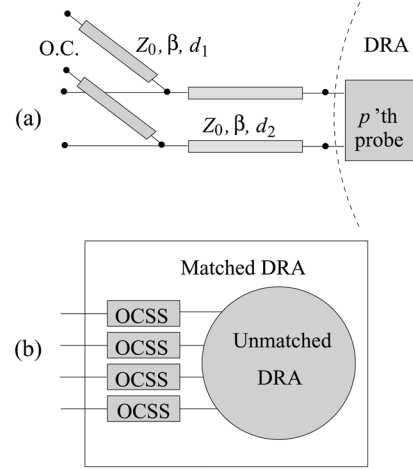 O.C.
Z₀, β, d₁
DRA
(a)
Z₀, β, d₂
p 'th
probe
Matched DRA
OCSS
OCSS
OCSS
OCSS
Unmatched
DRA
(b)